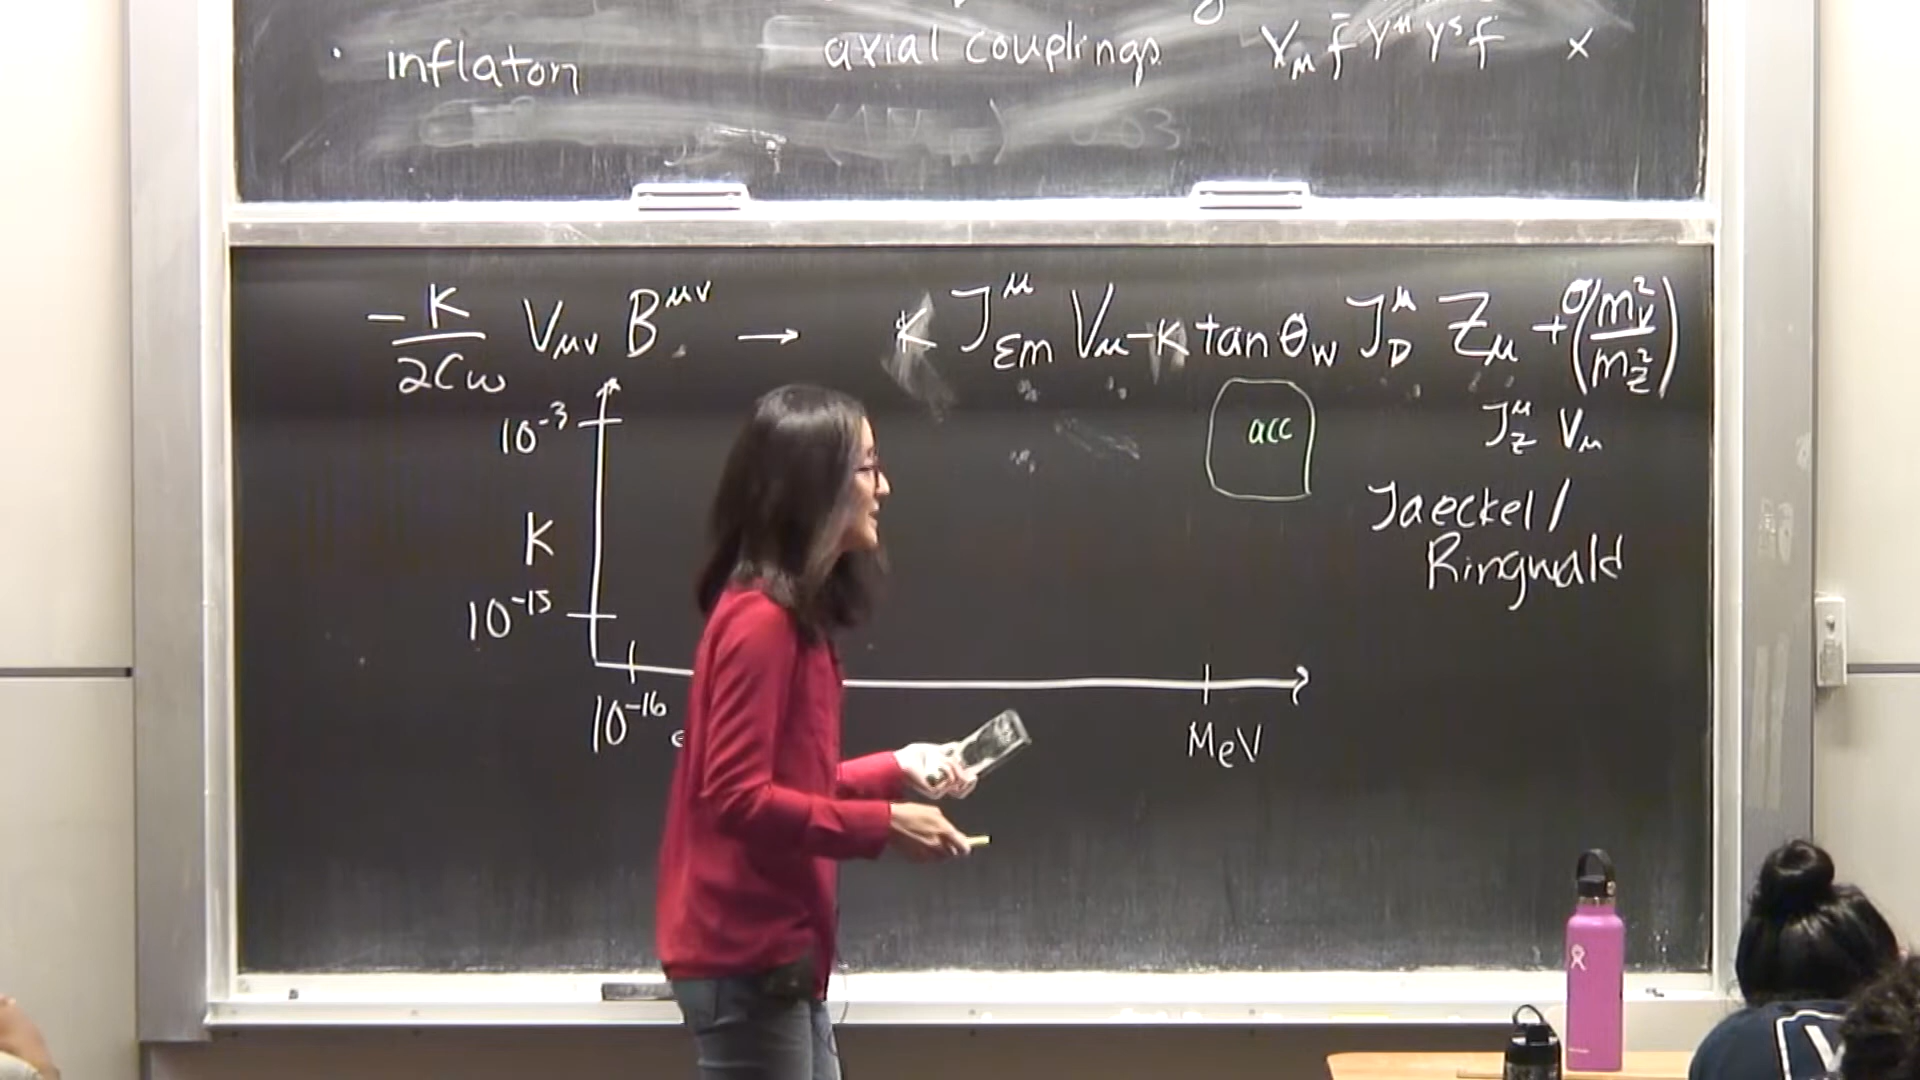 axial couplings V_μ f̄ γ^μ γ^5 f x
· inflaton
-K/2C_w V_μν B^μν → K J^μ_Em V_μ - K tan θ_w J^μ_D Z_μ + O(m_V^2/m_Z^2)
J^μ_Z V_μ
10^-3
acc
Jaeckel/
Ringwald
K
10^-15
10^-16
MeV